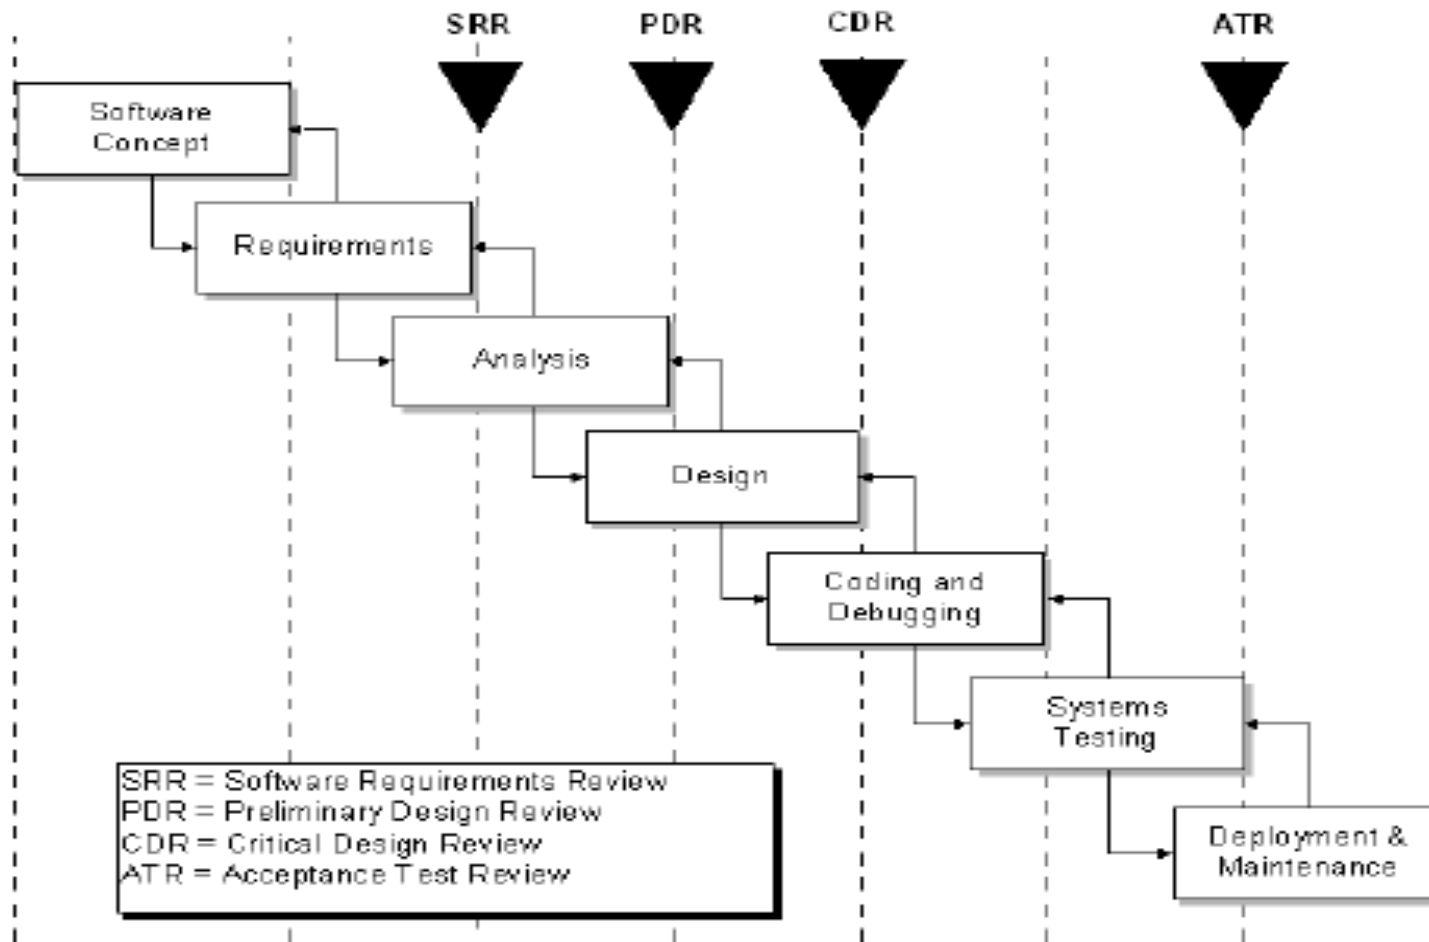 SRR
PDR
CDR
ATR
Software
Concept
Requirements
Analysis
Design
Coding and
Debugging
Systems
Testing
Deployment &
Maintenance
SRR = Software Requirements Review
PDR = Preliminary Design Review
CDR = Critical Design Review
ATR = Acceptance Test Review